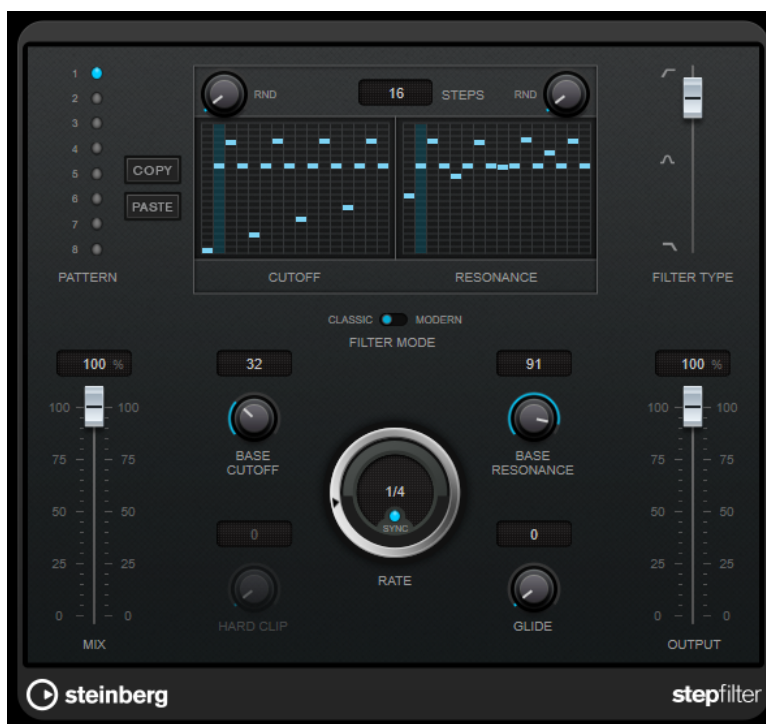 1
2
3
4
5
6
7
8
PATTERN
COPY
PASTE
RND
16 STEPS
RND
CUTOFF
RESONANCE
FILTER TYPE
CLASSIC MODERN
FILTER MODE
100 %
32
91
100 %
100 100
75 75
50 50
25 25
0 0
MIX
BASE
CUTOFF
0
HARD CLIP
1/4
SYNC
RATE
BASE
RESONANCE
0
GLIDE
100 100
75 75
50 50
25 25
0 0
OUTPUT
steinberg
stepfilter